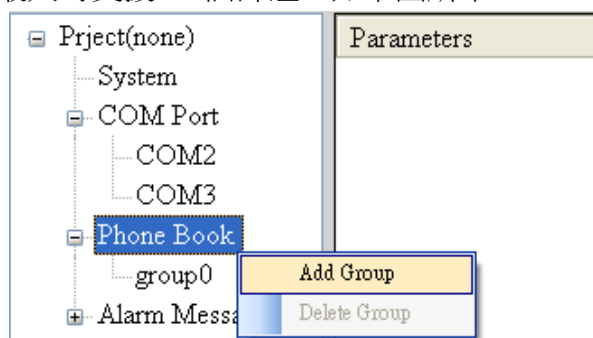 Prject(none)
Parameters
System
COM Port
COM2
COM3
Phone Book
group0
Add Group
Alarm Messa
Delete Group